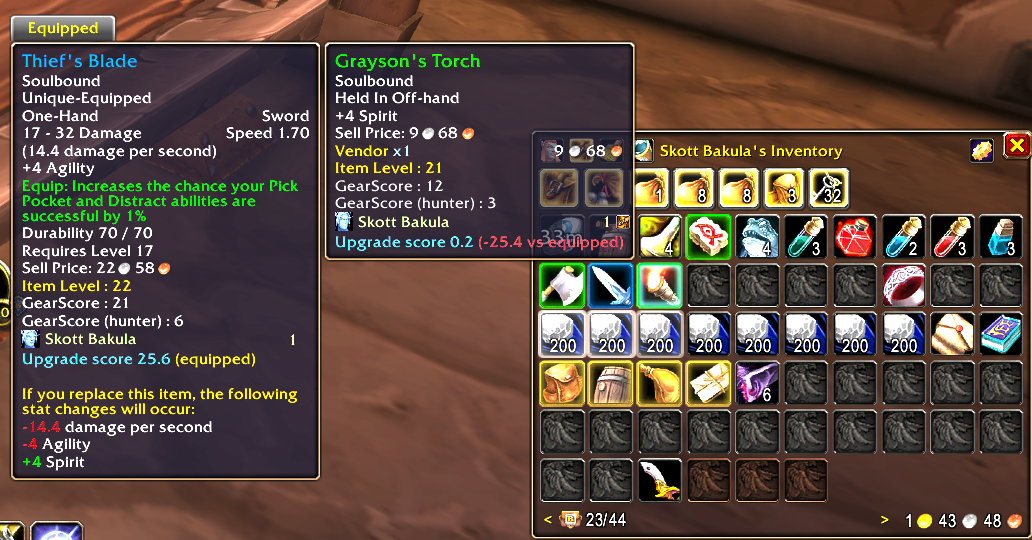 Equipped
Thief's Blade
Soulbound
Unique-Equipped
One-Hand Sword
17 - 32 Damage Speed 1.70
(14.4 damage per second)
+4 Agility
Equip: Increases the chance your Pick
Pocket and Distract abilities are
successful by 1%
Durability 70 / 70
Requires Level 17
Sell Price: 22 58
Item Level : 22
GearScore : 21
GearScore (hunter) : 6
Skott Bakula 1
Upgrade score 25.6 (equipped)
If you replace this item, the following
stat changes will occur:
-14.4 damage per second
-4 Agility
+4 Spirit
Grayson's Torch
Soulbound
Held In Off-hand
+4 Spirit
Sell Price: 9 68
Vendor x1
Item Level : 21
GearScore : 12
GearScore (hunter) : 3
Skott Bakula 1
Upgrade score 0.2 (-25.4 vs equipped)
9 68
Skott Bakula's Inventory
1 8 8 3 32
4 4 3 2 3 3
200 200 200 200 200 200 200 200
6
< 23/44 > 1 43 48